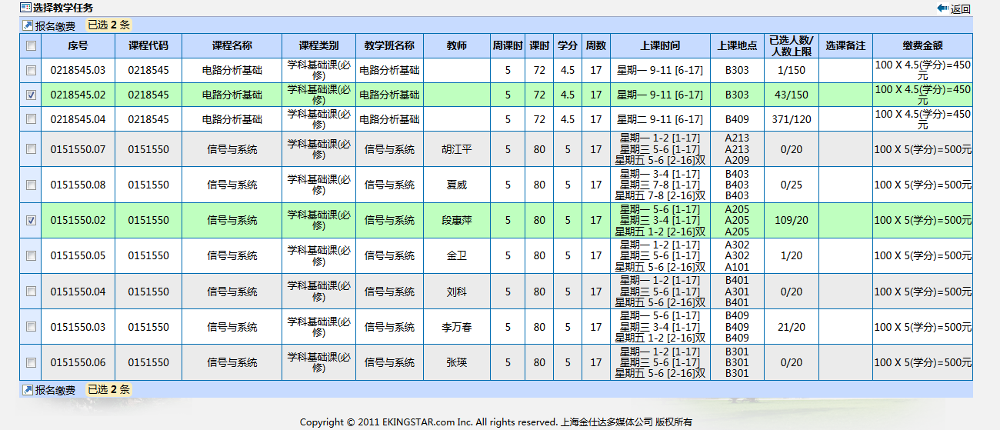 选择教学任务 返回
报名缴费 已选 2 条
序号 课程代码 课程名称 课程类别 教学班名称 教师 周课时 课时 学分 周数 上课时间 上课地点 已选人数/ 选课备注 缴费金额
人数上限
0218545.03 0218545 电路分析基础 学科基础课(必 电路分析基础 5 72 4.5 17 星期一 9-11 [6-17] B303 1/150 100 X 4.5(学分)=450
修) 元
0218545.02 0218545 电路分析基础 学科基础课(必 电路分析基础 5 72 4.5 17 星期一 9-11 [6-17] B303 43/150 100 X 4.5(学分)=450
修) 元
0218545.04 0218545 电路分析基础 学科基础课(必 电路分析基础 5 72 4.5 17 星期二 9-11 [6-17] B409 371/120 100 X 4.5(学分)=450
修) 元
星期一 1-2 [1-17] A213
0151550.07 0151550 信号与系统 学科基础课(必修) 信号与系统 胡江平 5 80 5 17 星期三 5-6 [1-17] A213 0/20 100 X 5(学分)=500元
星期五 5-6 [2-16]双 A209
星期一 3-4 [1-17] B403
0151550.08 0151550 信号与系统 学科基础课(必修) 信号与系统 夏威 5 80 5 17 星期三 7-8 [1-17] B403 0/25 100 X 5(学分)=500元
星期五 7-8 [2-16]双 B403
星期一 5-6 [1-17] A205
0151550.02 0151550 信号与系统 学科基础课(必修) 信号与系统 段惠萍 5 80 5 17 星期三 3-4 [1-17] A205 109/20 100 X 5(学分)=500元
星期五 1-2 [2-16]双 A205
星期一 1-2 [1-17] A302
0151550.05 0151550 信号与系统 学科基础课(必修) 信号与系统 金卫 5 80 5 17 星期三 5-6 [1-17] A302 1/20 100 X 5(学分)=500元
星期五 5-6 [2-16]双 A101
星期一 1-2 [1-17] B401
0151550.04 0151550 信号与系统 学科基础课(必修) 信号与系统 刘科 5 80 5 17 星期三 5-6 [1-17] A301 0/20 100 X 5(学分)=500元
星期五 5-6 [2-16]双 B401
星期一 5-6 [1-17] B409
0151550.03 0151550 信号与系统 学科基础课(必修) 信号与系统 李万春 5 80 5 17 星期三 3-4 [1-17] B409 21/20 100 X 5(学分)=500元
星期五 1-2 [2-16]双 B409
星期一 1-2 [1-17] B301
0151550.06 0151550 信号与系统 学科基础课(必修) 信号与系统 张瑛 5 80 5 17 星期三 5-6 [1-17] B301 0/20 100 X 5(学分)=500元
星期五 5-6 [2-16]双 B301
报名缴费 已选 2 条
Copyright © 2011 EKINGSTAR.com Inc. All rights reserved. 上海金仕达多媒体公司 版权所有